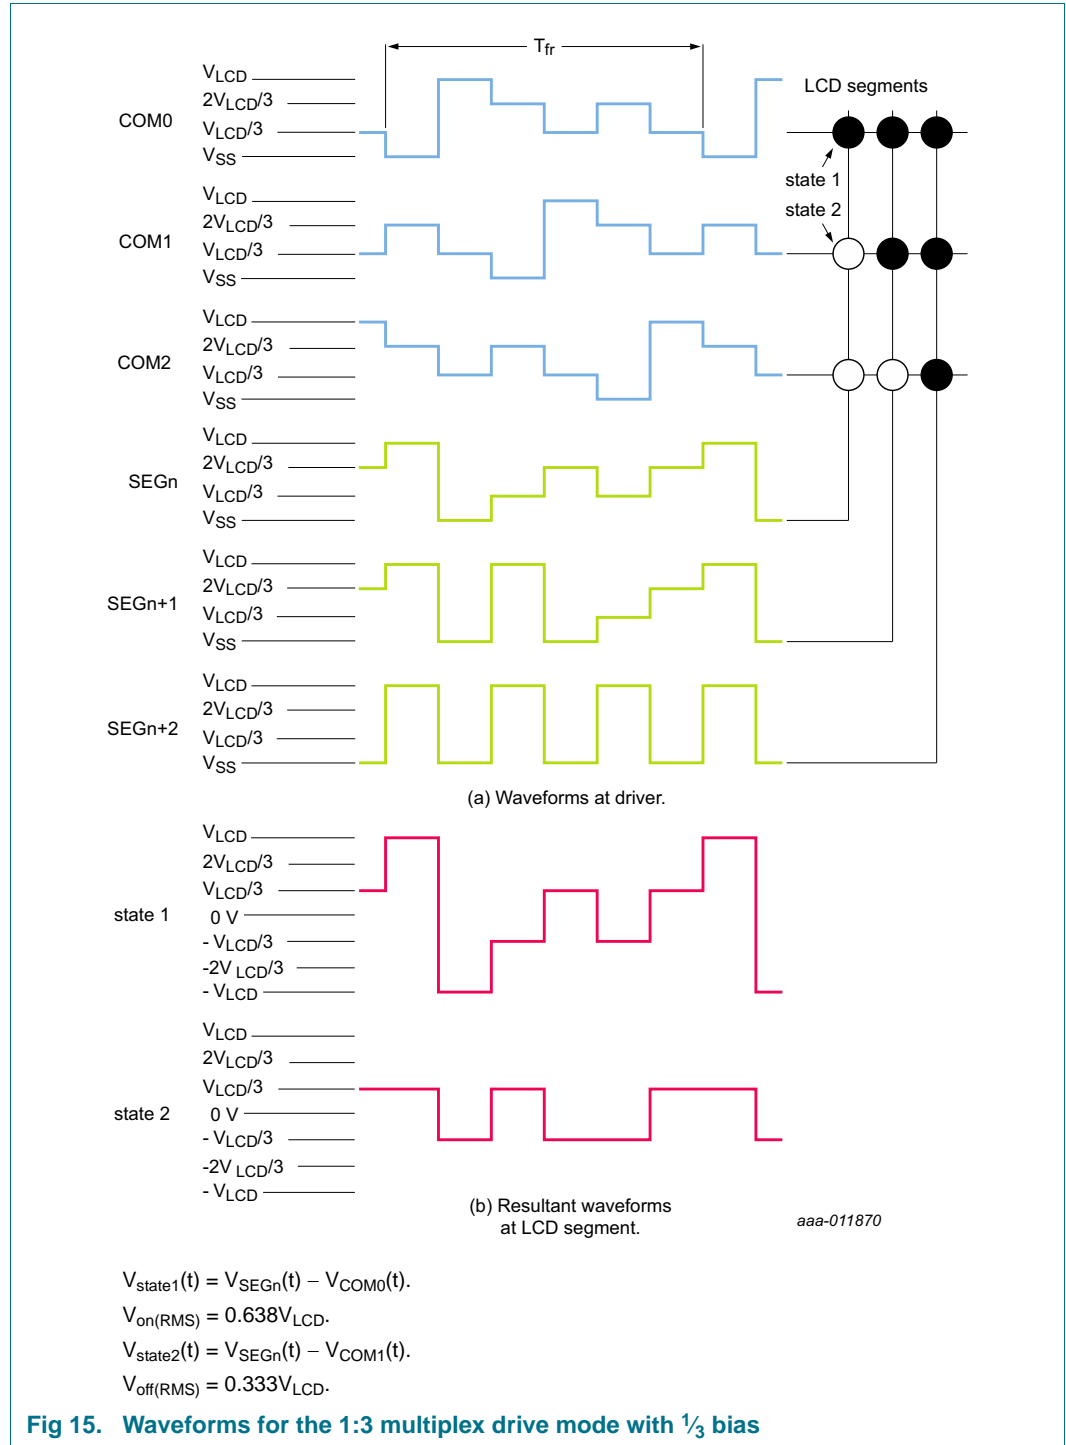 Tfr
VLCD
2VLCD/3
COM0
VLCD/3
VSS
LCD segments
state 1
state 2
VLCD
2VLCD/3
COM1
VLCD/3
VSS
VLCD
2VLCD/3
COM2
VLCD/3
VSS
VLCD
2VLCD/3
SEGn
VLCD/3
VSS
VLCD
2VLCD/3
SEGn+1
VLCD/3
VSS
VLCD
2VLCD/3
SEGn+2
VLCD/3
VSS
(a) Waveforms at driver.
VLCD
2VLCD/3
VLCD/3
state 1
0 V
- VLCD/3
-2V LCD/3
- VLCD
VLCD
2VLCD/3
VLCD/3
state 2
0 V
- VLCD/3
-2V LCD/3
- VLCD
(b) Resultant waveforms
at LCD segment.
aaa-011870
Vstate1(t) = VSEGn(t) − VCOM0(t).
Von(RMS) = 0.638VLCD.
Vstate2(t) = VSEGn(t) − VCOM1(t).
Voff(RMS) = 0.333VLCD.
Fig 15. Waveforms for the 1:3 multiplex drive mode with 1⁄3 bias